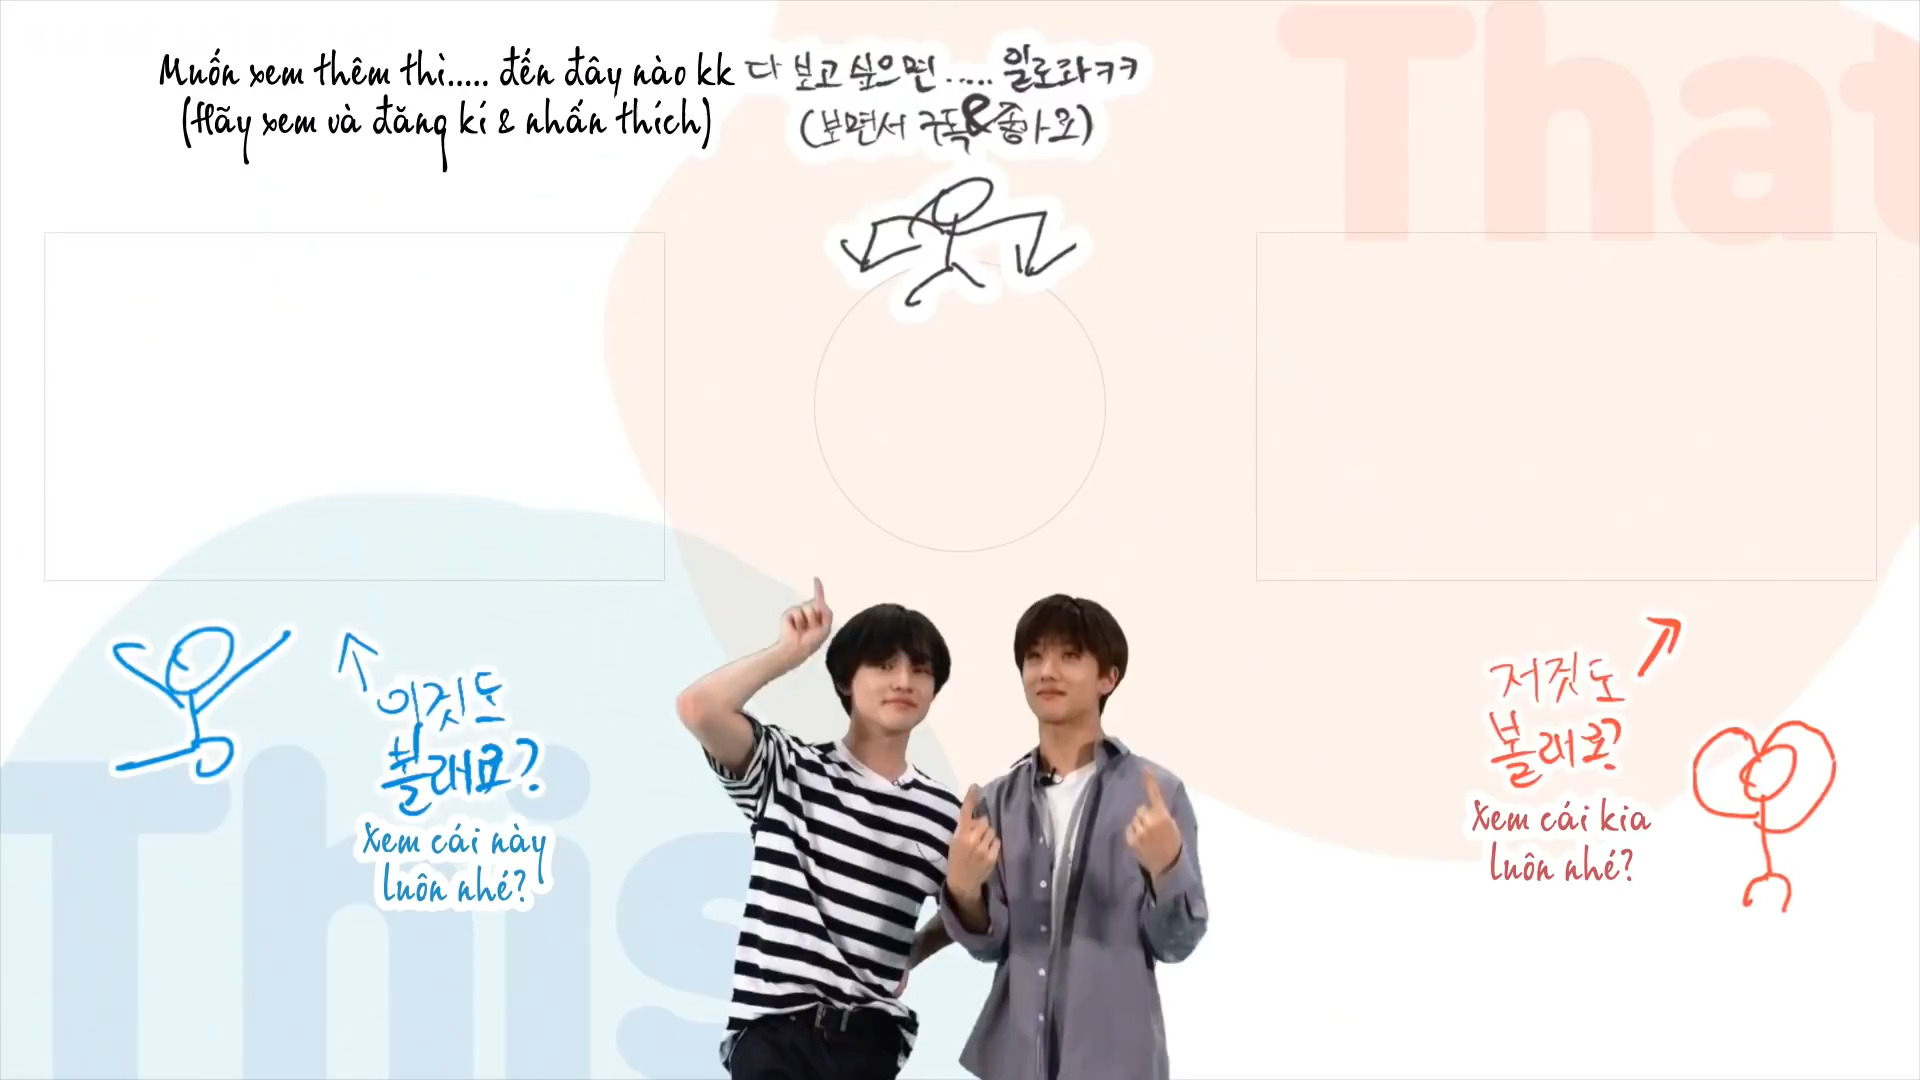 Muốn xem thêm thì..... đến đây nào kk
(Hãy xem và đăng kí & nhấn thích)
다 보고 싶으면..... 일로와ㅋㅋ
(보면서 구독&좋아요)
That
이것도
볼래요?
Xem cái này
luôn nhé?
저것도
볼래요?
Xem cái kia
luôn nhé?
This